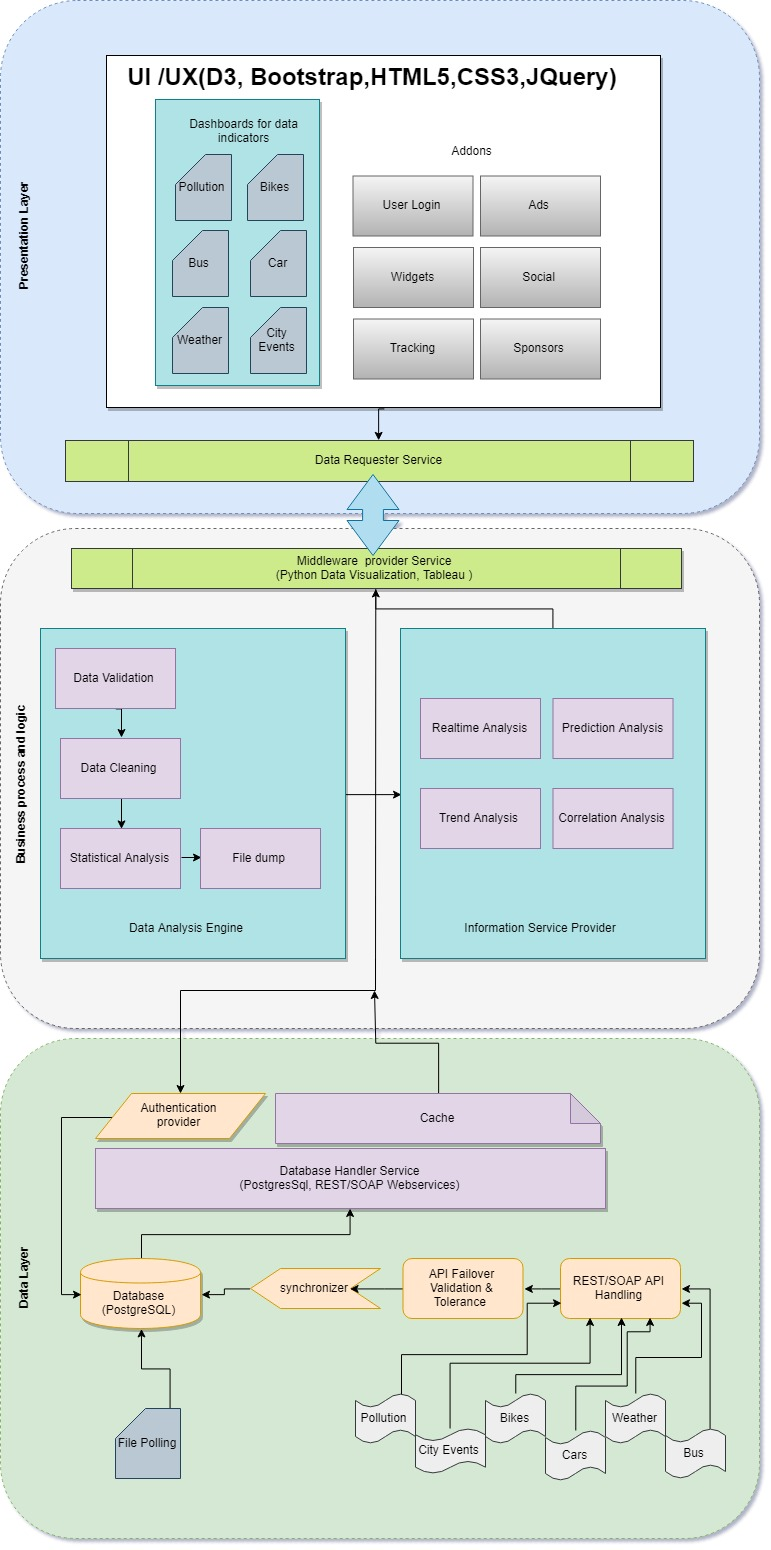 UI /UX(D3, Bootstrap,HTML5,CSS3,JQuery)
Presentation Layer
Dashboards for data
indicators
Pollution
Bikes
Bus
Car
Weather
City
Events
Addons
User Login
Ads
Widgets
Social
Tracking
Sponsors
Data Requester Service
Middleware  provider Service
(Python Data Visualization, Tableau )
Business process and logic
Data Validation
Data Cleaning
Statistical Analysis
File dump
Data Analysis Engine
Realtime Analysis
Prediction Analysis
Trend Analysis
Correlation Analysis
Information Service Provider
Data Layer
Authentication
provider
Cache
Database Handler Service
(PostgresSql, REST/SOAP Webservices)
Database
(PostgreSQL)
synchronizer
API Failover
Validation &
Tolerance
REST/SOAP API
Handling
File Polling
Pollution
City Events
Bikes
Cars
Weather
Bus